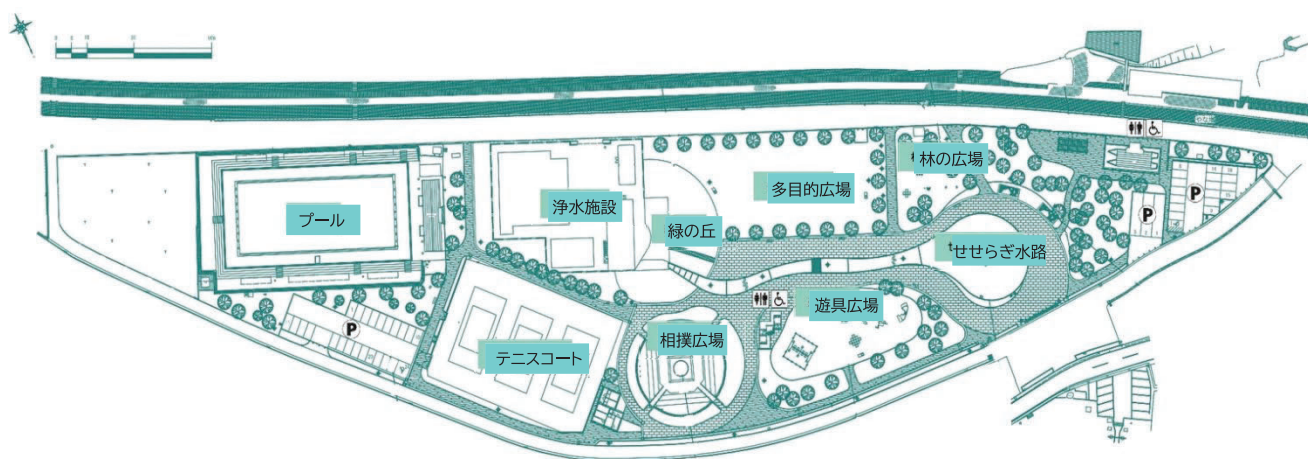 林の広場
多目的広場
浄水施設
プール
緑の丘
せせらぎ水路
遊具広場
相撲広場
テニスコート
P
P
P